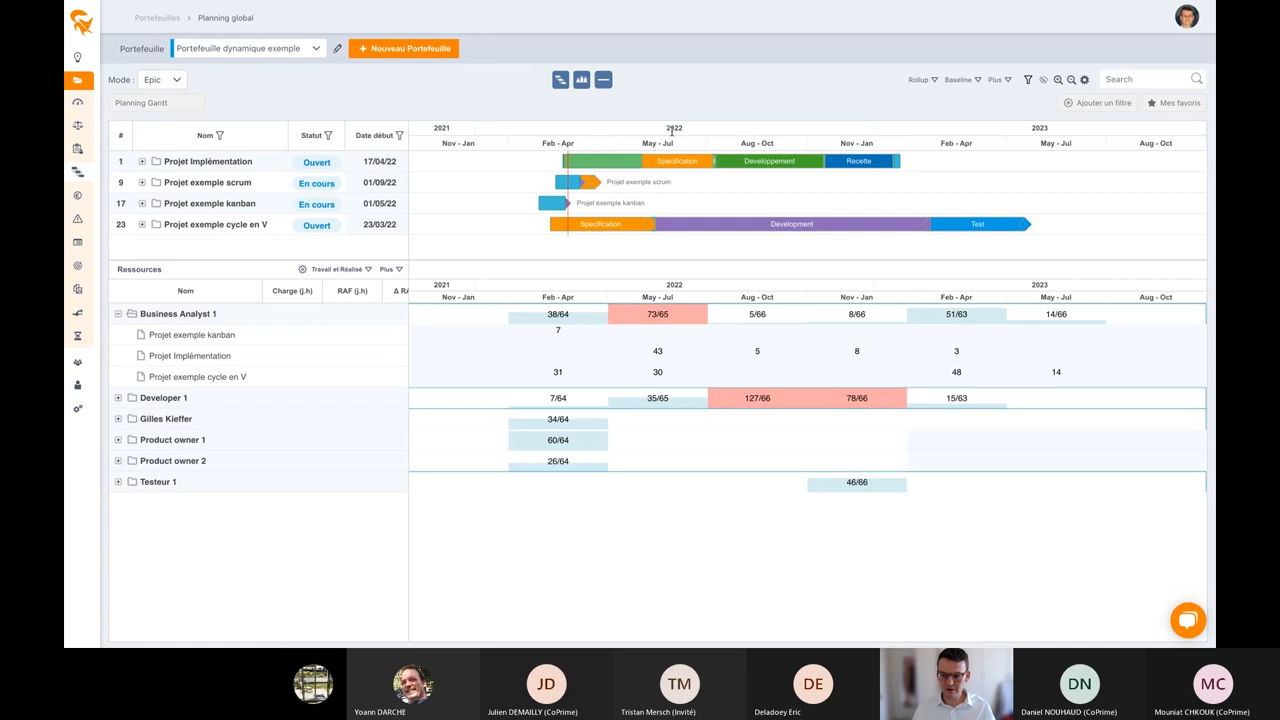 Portefeuilles > Planning global
Portefeuille Portefeuille dynamique exemple + Nouveau Portefeuille
Mode : Epic Rollup Baseline Plus Search
Planning Gantt Ajouter un filtre Mes favoris
# Nom Statut Date début
2021 2022 2023
Nov - Jan Feb - Apr May - Jul Aug - Oct Nov - Jan Feb - Apr May - Jul Aug - Oct
1 Projet Implémentation Ouvert 17/04/22 Specification Developpement Recette
9 Projet exemple scrum En cours 01/09/22 Projet exemple scrum
17 Projet exemple kanban En cours 01/05/22 Projet exemple kanban
23 Projet exemple cycle en V Ouvert 23/03/22 Specification Development Test
Ressources Travail et Réalisé Plus
Nom Charge (j.h) RAF (j.h) Δ RA
2021 2022 2023
Nov - Jan Feb - Apr May - Jul Aug - Oct Nov - Jan Feb - Apr May - Jul Aug - Oct
Business Analyst 1 38/64 73/65 5/66 8/66 51/63 14/66
Projet exemple kanban 7
Projet Implémentation 43 5 8 3
Projet exemple cycle en V 31 30 48 14
Developer 1 7/64 35/65 127/66 78/66 15/63
Gilles Kieffer 34/64
Product owner 1 60/64
Product owner 2 26/64
Testeur 1 46/66
JD TM DE DN MC
Yoann DARCHE Julien DEMAILLY (CoPrime) Tristan Mersch (Invité) Deladoey Eric Daniel NOUHAUD (CoPrime) Mouniat CHKOUK (CoPrime)